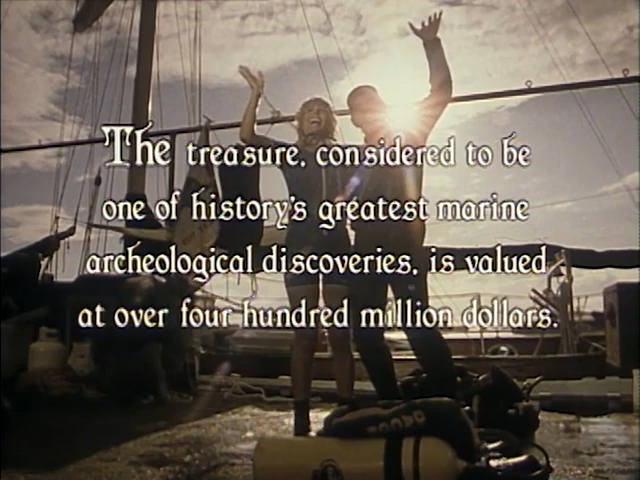 The treasure, considered to be
one of history's greatest marine
archeological discoveries, is valued
at over four hundred million dollars.